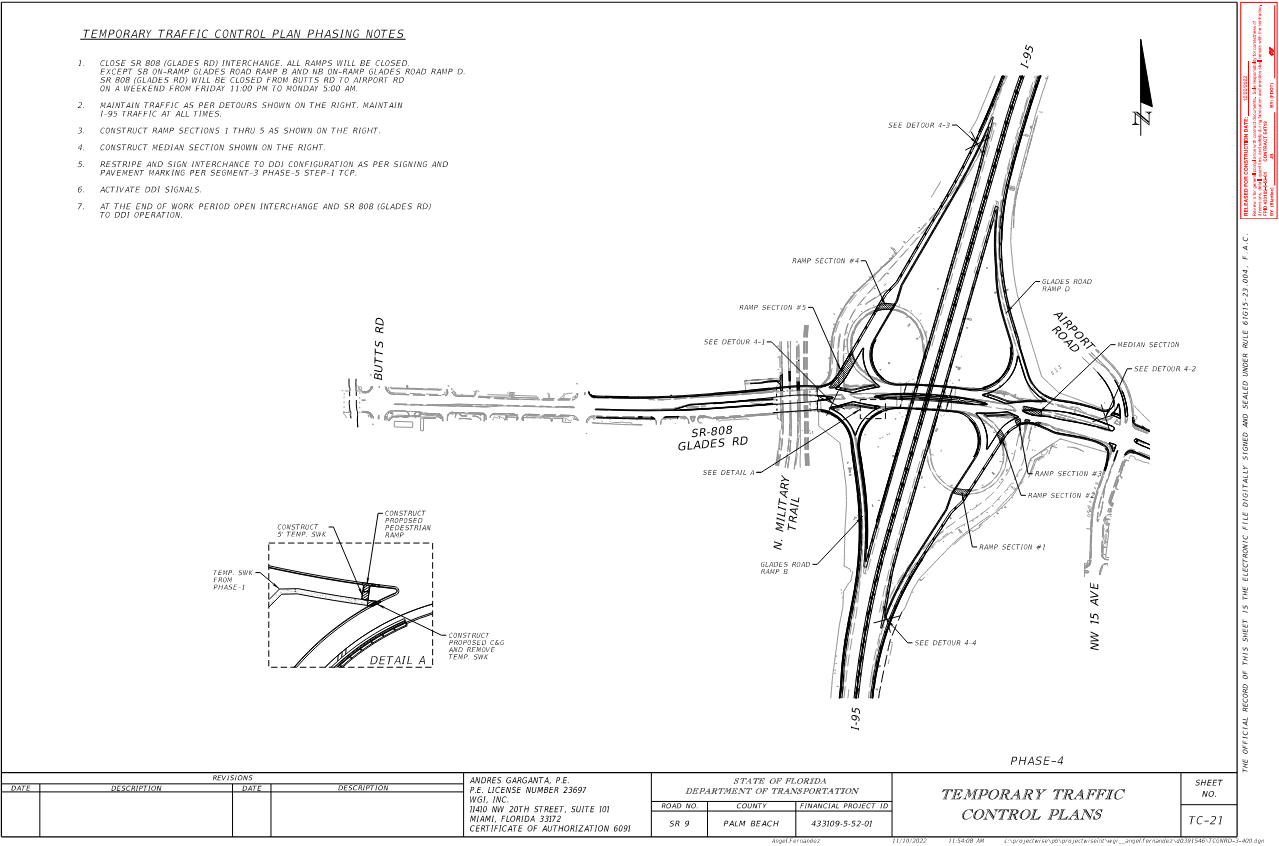 TEMPORARY TRAFFIC CONTROL PLAN PHASING NOTES
1. CLOSE SR 808 (GLADES RD) INTERCHANGE. ALL RAMPS WILL BE CLOSED.
EXCEPT SB ON-RAMP GLADES ROAD RAMP B AND NB ON-RAMP GLADES ROAD RAMP D.
SR 808 (GLADES RD) WILL BE CLOSED FROM BUTTS RD TO AIRPORT RD
ON A WEEKEND FROM FRIDAY 11:00 PM TO MONDAY 5:00 AM.
2. MAINTAIN TRAFFIC AS PER DETOURS SHOWN ON THE RIGHT. MAINTAIN
I-95 TRAFFIC AT ALL TIMES.
3. CONSTRUCT RAMP SECTIONS 1 THRU 5 AS SHOWN ON THE RIGHT.
4. CONSTRUCT MEDIAN SECTION SHOWN ON THE RIGHT.
5. RESTRIPE AND SIGN INTERCHANGE TO DDI CONFIGURATION AS PER SIGNING AND
PAVEMENT MARKING PER SEGMENT-3 PHASE-5 STEP-1 TCP.
6. ACTIVATE DDI SIGNALS.
7. AT THE END OF WORK PERIOD OPEN INTERCHANGE AND SR 808 (GLADES RD)
TO DDI OPERATION.
I-95
N
SEE DETOUR 4-3
RAMP SECTION #4
GLADES ROAD
RAMP D
RAMP SECTION #5
AIRPORT
ROAD
BUTTS RD
SEE DETOUR 4-1
MEDIAN SECTION
SEE DETOUR 4-2
SR-808
GLADES RD
SEE DETAIL A
RAMP SECTION #3
RAMP SECTION #2
N. MILITARY
TRAIL
RAMP SECTION #1
GLADES ROAD
RAMP B
NW 15 AVE
SEE DETOUR 4-4
I-95
CONSTRUCT
PROPOSED
PEDESTRIAN
RAMP
CONSTRUCT
5' TEMP. SWK
TEMP. SWK
FROM
PHASE-1
CONSTRUCT
PROPOSED C&G
AND REMOVE
TEMP. SWK
DETAIL A
PHASE-4
RELEASED FOR CONSTRUCTION DATE:
THE OFFICIAL RECORD OF THIS SHEET IS THE ELECTRONIC FILE DIGITALLY SIGNED AND SEALED UNDER RULE 61G15-23.004, F.A.C.
REVISIONS
DATE DESCRIPTION DATE DESCRIPTION
ANDRES GARGANTA, P.E.
P.E. LICENSE NUMBER 23697
WGI, INC.
11410 NW 20TH STREET, SUITE 101
MIAMI, FLORIDA 33172
CERTIFICATE OF AUTHORIZATION 6091
STATE OF FLORIDA
DEPARTMENT OF TRANSPORTATION
ROAD NO. COUNTY FINANCIAL PROJECT ID
SR 9 PALM BEACH 433109-5-52-01
TEMPORARY TRAFFIC
CONTROL PLANS
SHEET
NO.
TC-21
Angel.Fernandez 11/10/2022 11:54:08 AM